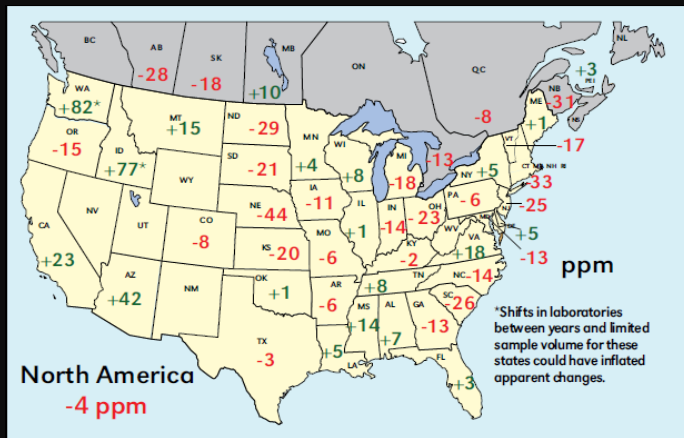 BC
AB
-28
SK
-18
MB
+10
ON
QC
-8
NL
+3
PEI
NB
-31
NS
WA
+82*
OR
-15
ID
+77*
MT
+15
ND
-29
SD
-21
WY
NE
-44
MN
+4
WI
+8
MI
-18
-13
IA
-11
IL
+1
IN
-14
OH
-23
PA
-6
NY
+5
VT
ME
+1
-17
CT MA NH RI
-33
NJ
-25
+5
-13
NV
UT
CO
-8
KS
-20
MO
-6
KY
-2
WV
VA
+18
CA
+23
AZ
+42
NM
OK
+1
AR
-6
TN
+8
NC
-14
SC
-26
MS
+14
AL
+7
GA
-13
TX
-3
LA
+5
FL
+3
ppm
*Shifts in laboratories
between years and limited
sample volume for these
states could have inflated
apparent changes.
North America
-4 ppm